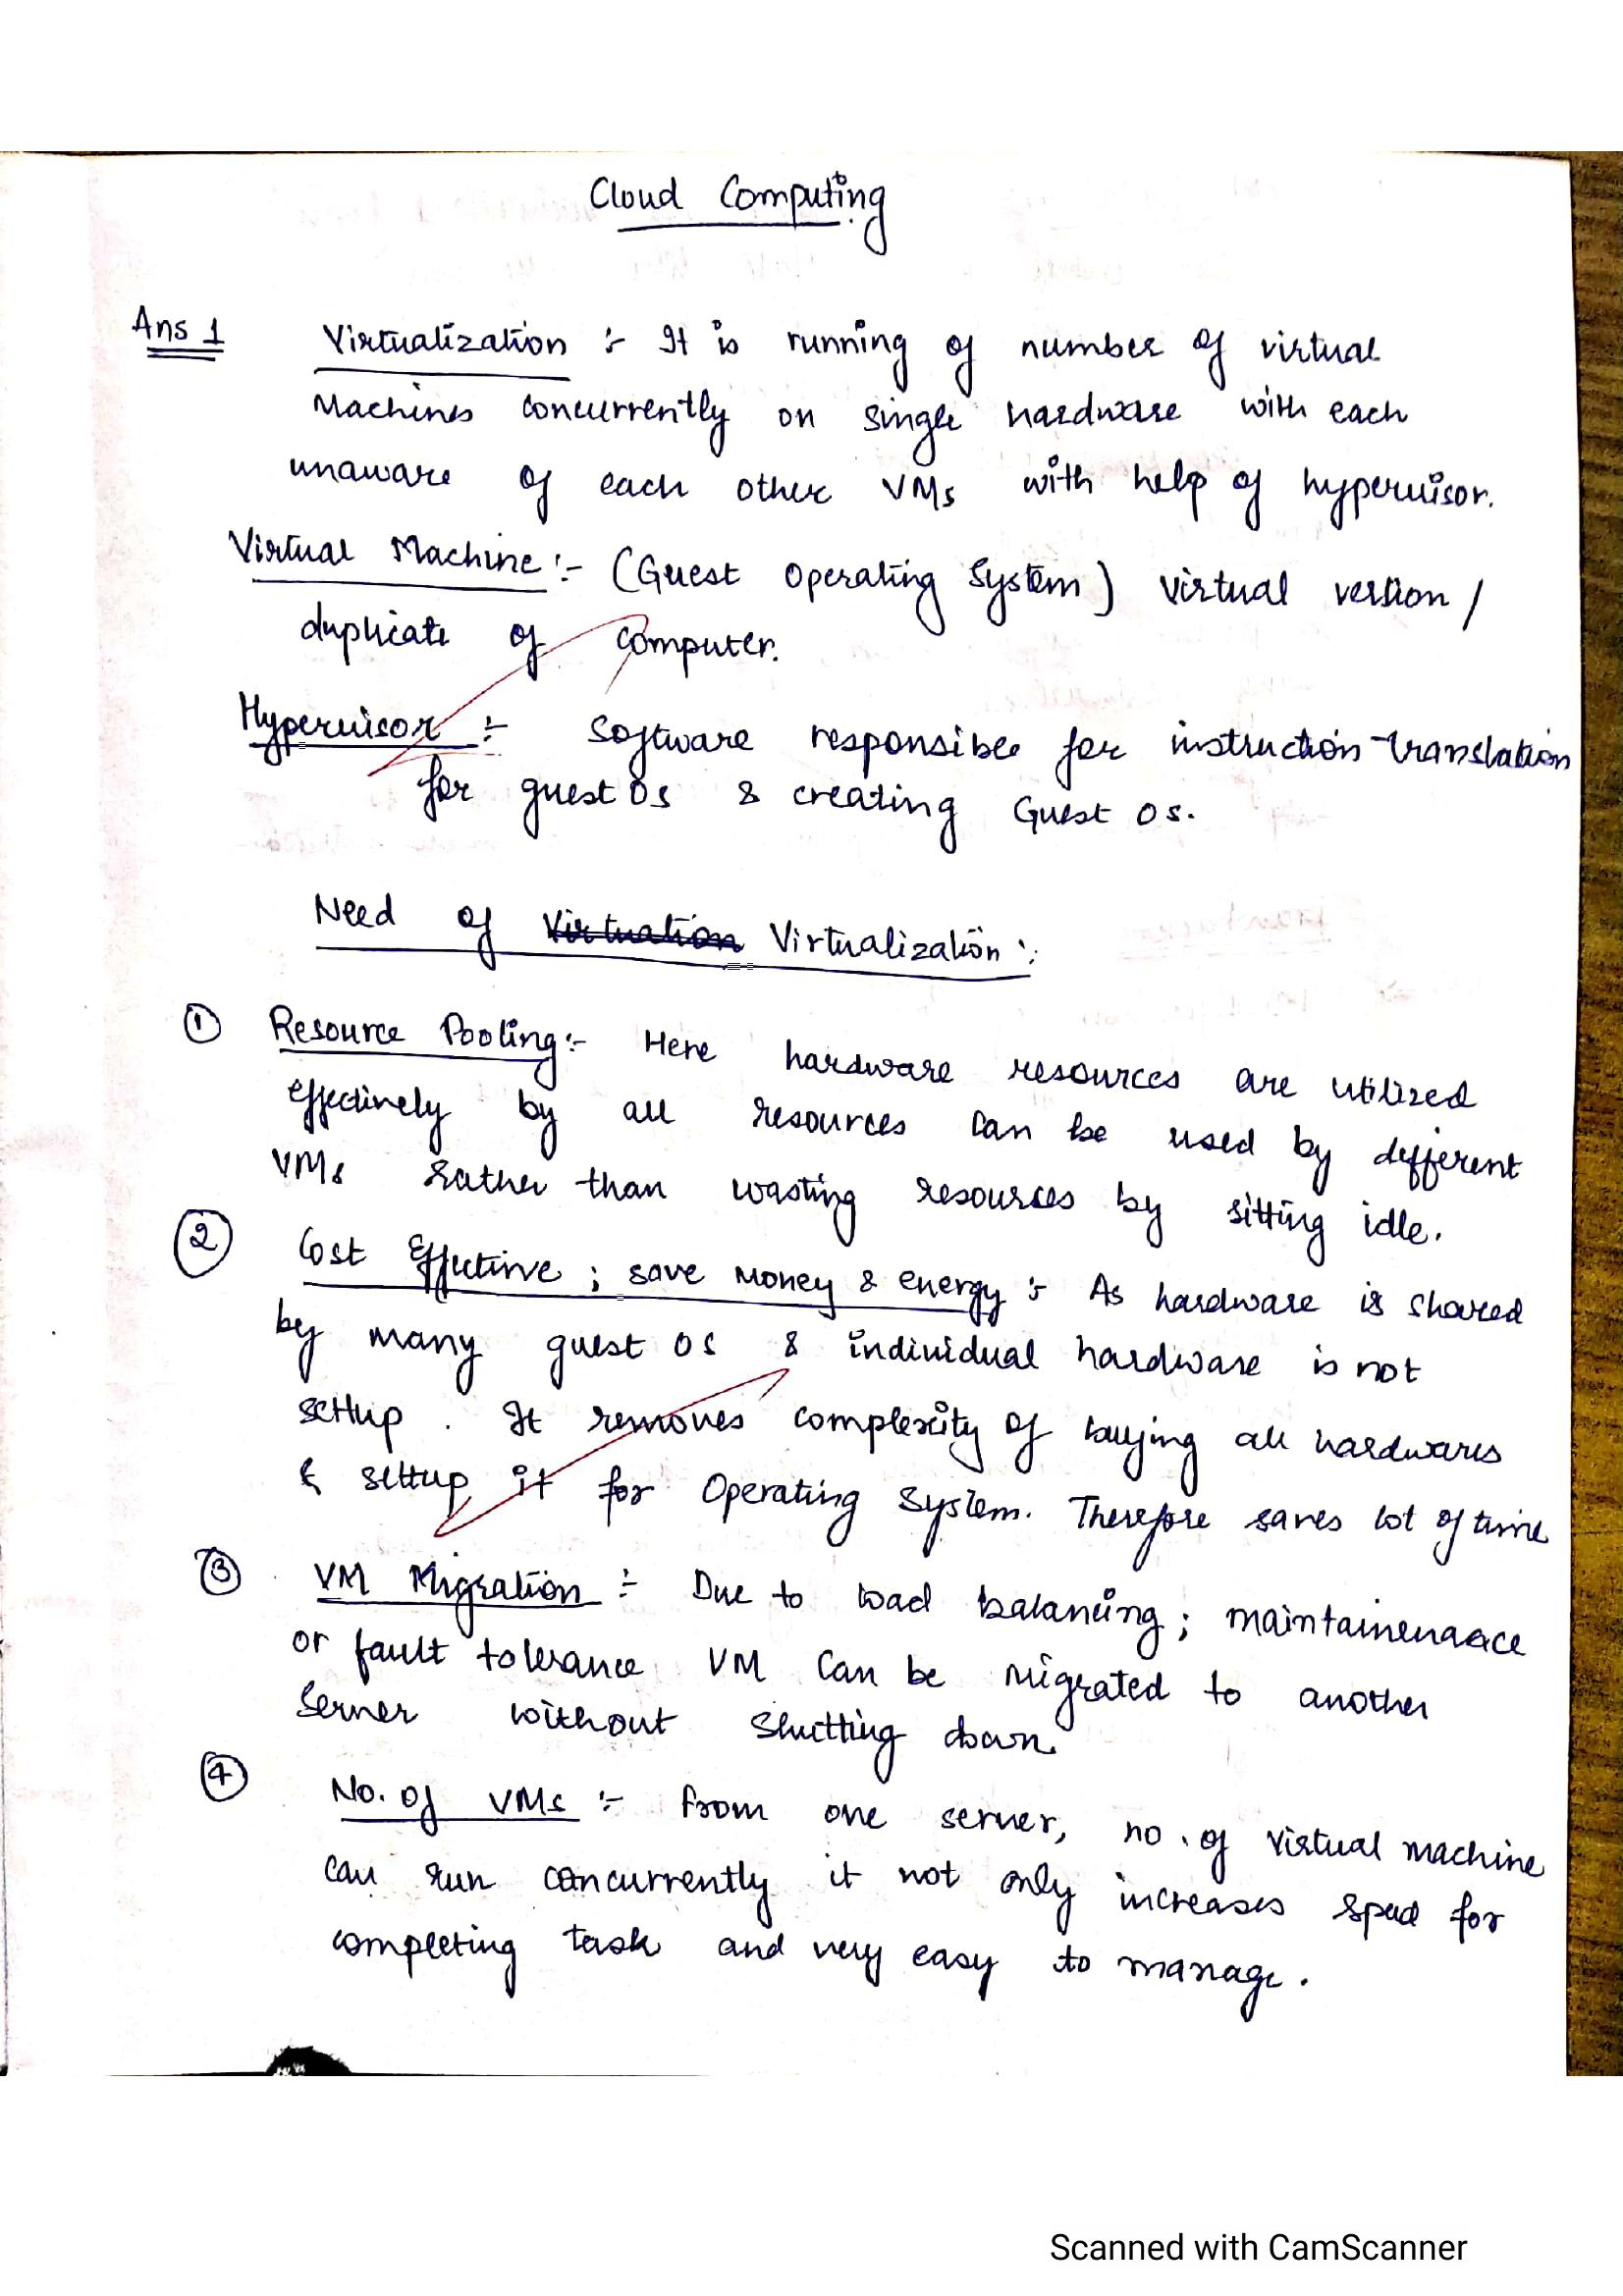 Cloud Computing
Ans 1 Virtualization :- It is running of number of virtual
Machines concurrently on single hardware with each
unaware of each other VMs with help of hypervisor.
Virtual Machine :- (Guest Operating System) virtual version /
duplicate of computer.
Hypervisor :- Software responsible for instruction-translation
for guest Os & creating Guest OS.
Need of Virtuation Virtualization :-
① Resource Pooling :- Here hardware resources are utilized
effectively by all resources can be used by different
VMs rather than wasting resources by sitting idle.
② Cost Effective ; save Money & energy :- As hardware is shared
by many guest OS & individual hardware is not
settup. It removes complexity of buying all hardwares
& settup it for Operating System. Therefore saves lot of time
③ VM Migration :- Due to load balancing ; maintainenaace
or fault tolerance VM can be migrated to another
Server without Shutting down.
④ No. of VMs :- From one server, no. of virtual machine
can run concurrently it not only increases speed for
completing task and very easy to manage.
Scanned with CamScanner